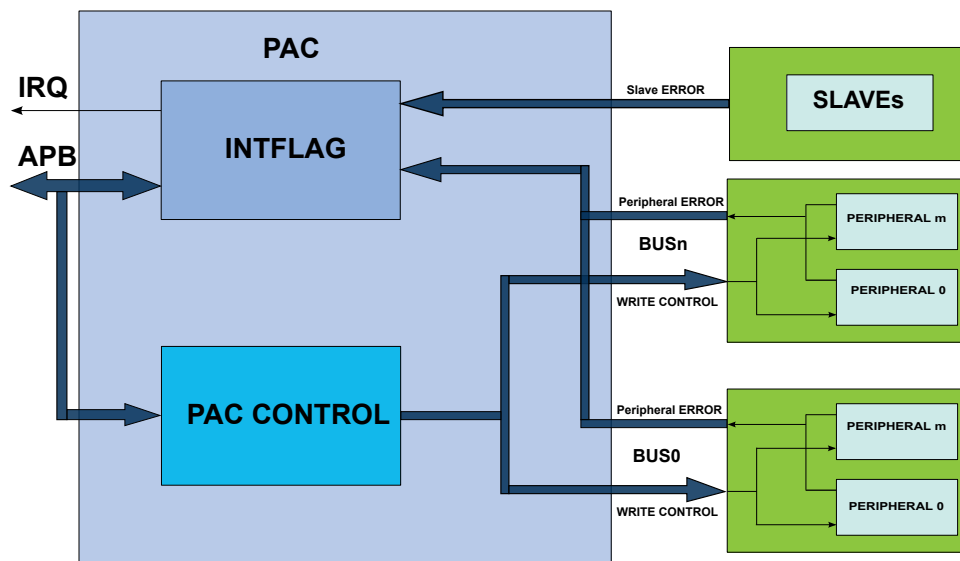 PAC
IRQ
APB
INTFLAG
PAC CONTROL
Slave ERROR
SLAVEs
Peripheral ERROR
BUSn
WRITE CONTROL
PERIPHERAL m
PERIPHERAL 0
Peripheral ERROR
BUS0
WRITE CONTROL
PERIPHERAL m
PERIPHERAL 0